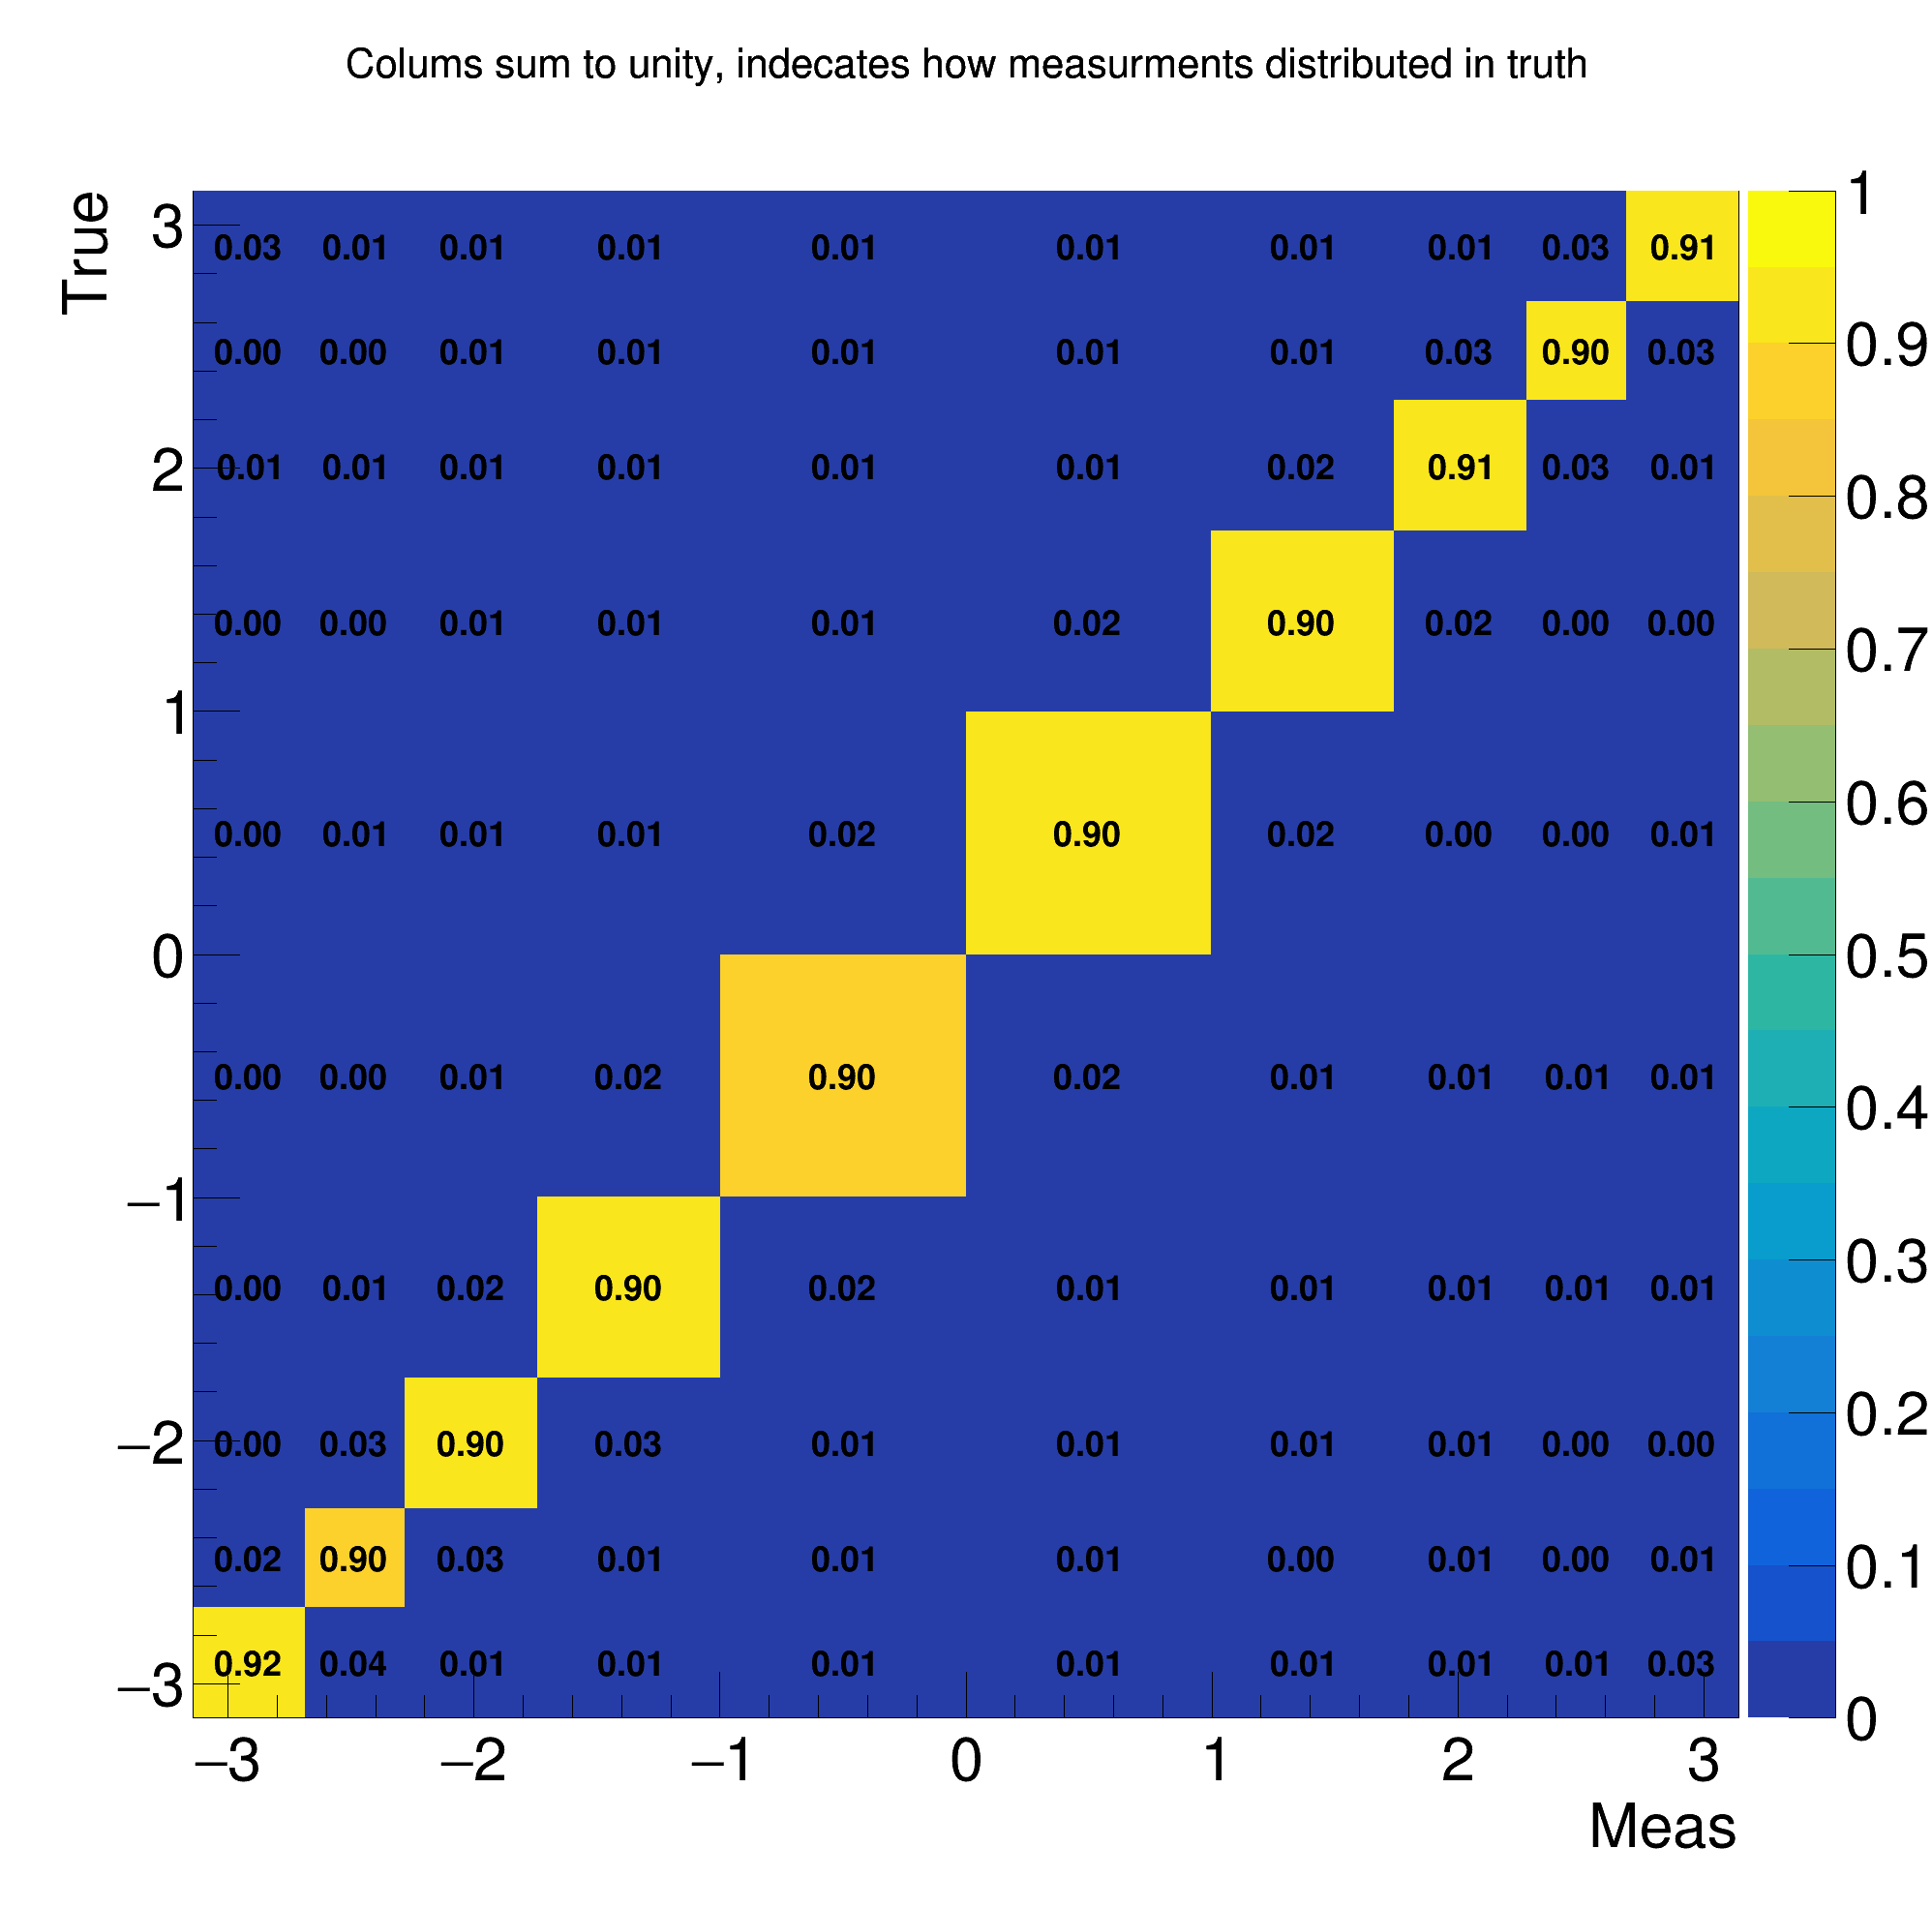 Colums sum to unity, indecates how measurments distributed in truth
True
3 0.03 0.01 0.01 0.01 0.01 0.01 0.01 0.01 0.03 0.91 1
0.00 0.00 0.01 0.01 0.01 0.01 0.01 0.03 0.90 0.03 0.9
2 0.01 0.01 0.01 0.01 0.01 0.01 0.02 0.91 0.03 0.01 0.8
0.00 0.00 0.01 0.01 0.01 0.02 0.90 0.02 0.00 0.00 0.7
1
0.00 0.01 0.01 0.01 0.02 0.90 0.02 0.00 0.00 0.01 0.6
0 0.5
0.00 0.00 0.01 0.02 0.90 0.02 0.01 0.01 0.01 0.01 0.4
−1
0.00 0.01 0.02 0.90 0.02 0.01 0.01 0.01 0.01 0.01 0.3
−2 0.00 0.03 0.90 0.03 0.01 0.01 0.01 0.01 0.00 0.00 0.2
0.02 0.90 0.03 0.01 0.01 0.01 0.00 0.01 0.00 0.01 0.1
−3 0.92 0.04 0.01 0.01 0.01 0.01 0.01 0.01 0.01 0.03 0
−3 −2 −1 0 1 2 3
Meas